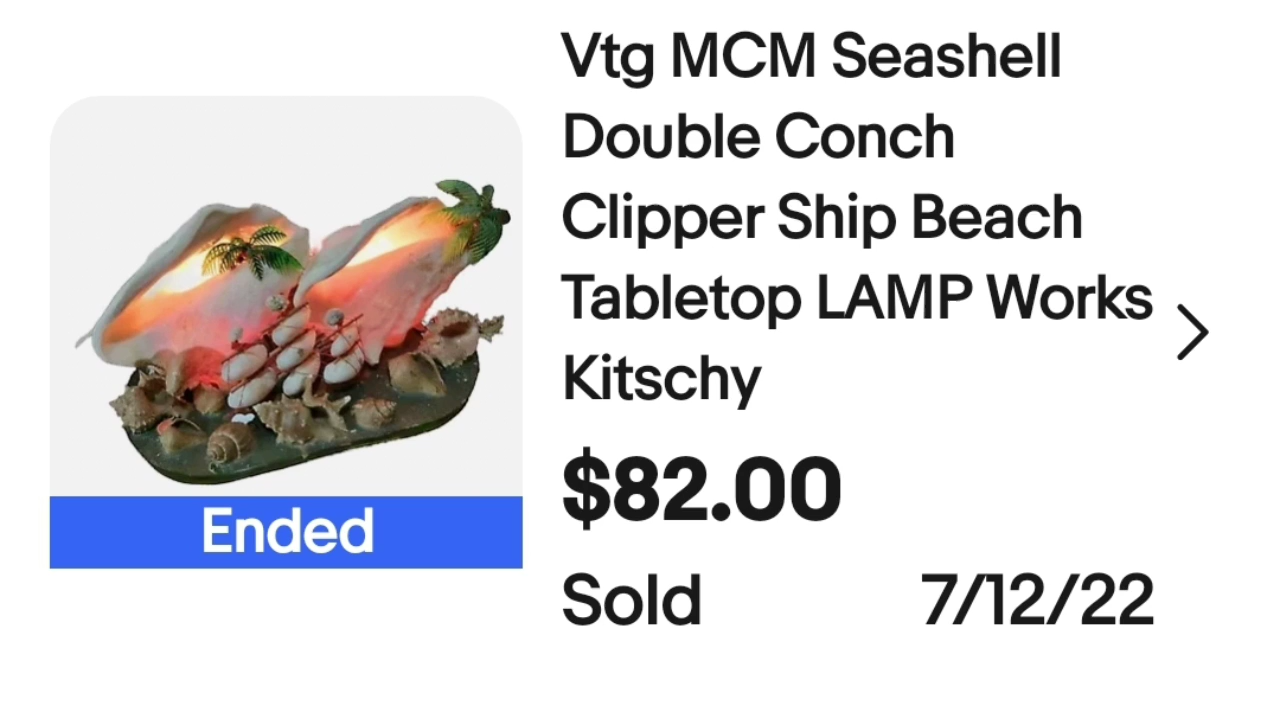 Vtg MCM Seashell
Double Conch
Clipper Ship Beach
Tabletop LAMP Works
Kitschy
$82.00
Ended
Sold 7/12/22